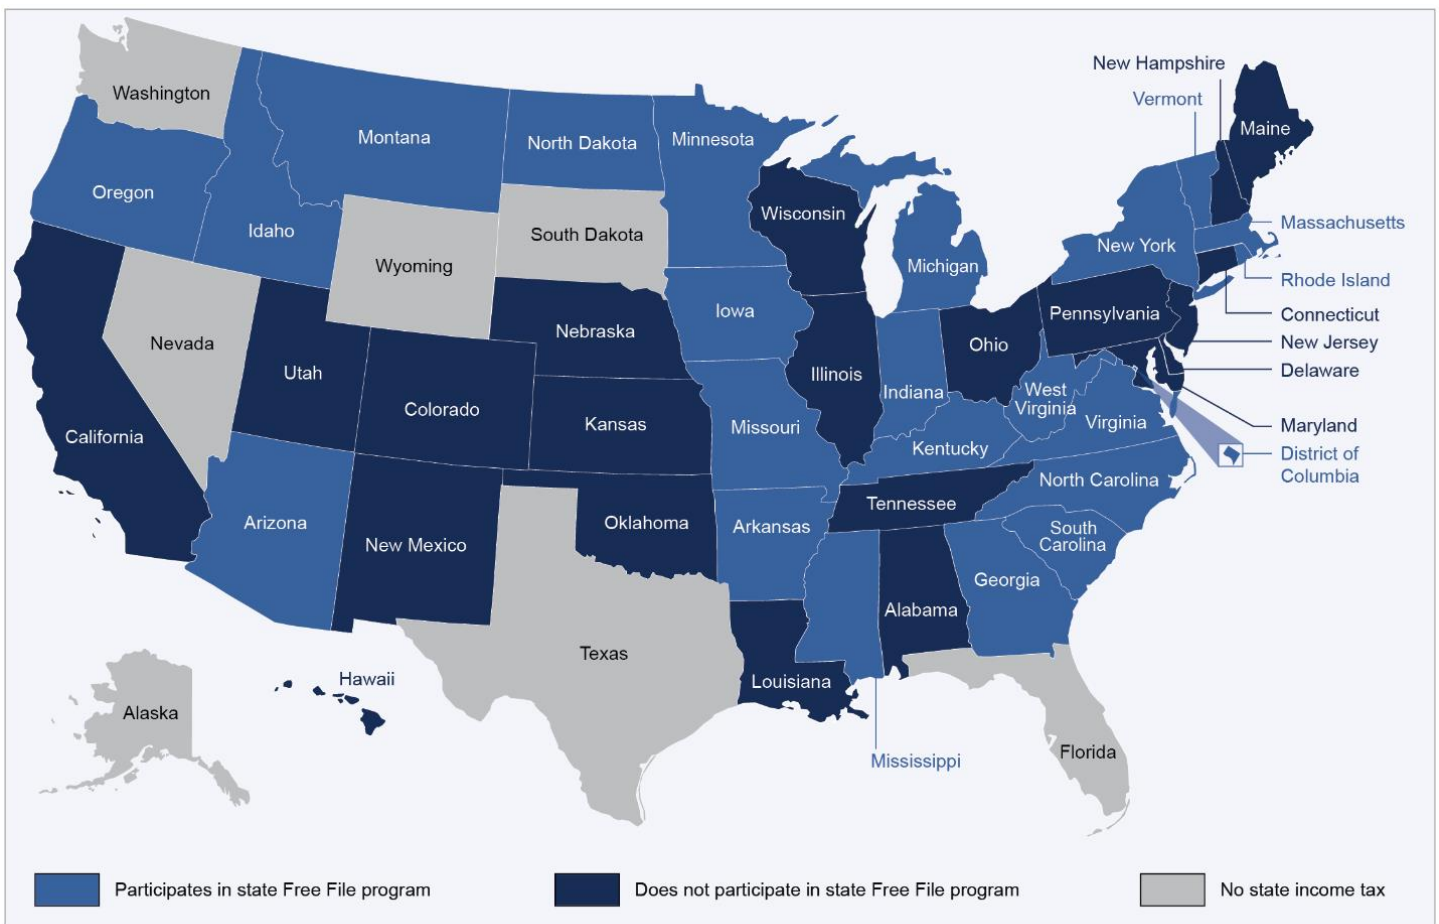 New Hampshire
Vermont
Washington
Maine
Montana
North Dakota
Minnesota
Oregon
Wisconsin
Massachusetts
Idaho
South Dakota
New York
Wyoming
Michigan
Rhode Island
Iowa
Pennsylvania
Connecticut
Nebraska
Nevada
Ohio
New Jersey
Utah
Illinois
Delaware
Indiana
West
Virginia
Colorado
Virginia
Kansas
Missouri
Maryland
California
Kentucky
District of
Columbia
North Carolina
Tennessee
Arizona
Oklahoma
Arkansas
South
Carolina
New Mexico
Georgia
Alabama
Texas
Hawaii
Louisiana
Alaska
Florida
Mississippi
Participates in state Free File program
Does not participate in state Free File program
No state income tax